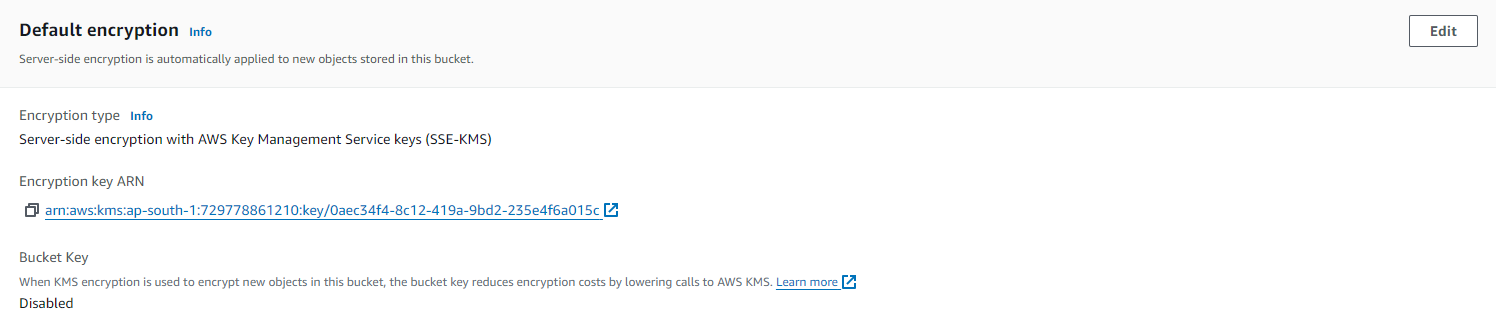 Default encryption Info
Edit
Server-side encryption is automatically applied to new objects stored in this bucket.
Encryption type Info
Server-side encryption with AWS Key Management Service keys (SSE-KMS)
Encryption key ARN
arn:aws:kms:ap-south-1:729778861210:key/0aec34f4-8c12-419a-9bd2-235e4f6a015c
Bucket Key
When KMS encryption is used to encrypt new objects in this bucket, the bucket key reduces encryption costs by lowering calls to AWS KMS. Learn more
Disabled